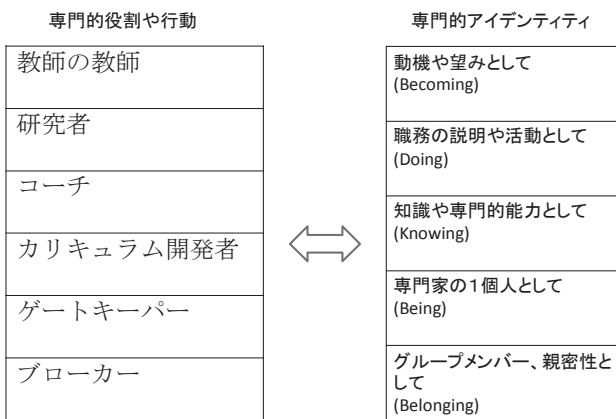 専門的役割や行動
教師の教師
研究者
コーチ
カリキュラム開発者
ゲートキーパー
ブローカー
専門的アイデンティティ
動機や望みとして
(Becoming)
職務の説明や活動として
(Doing)
知識や専門的能力として
(Knowing)
専門家の1個人として
(Being)
グループメンバー、親密性と
して
(Belonging)